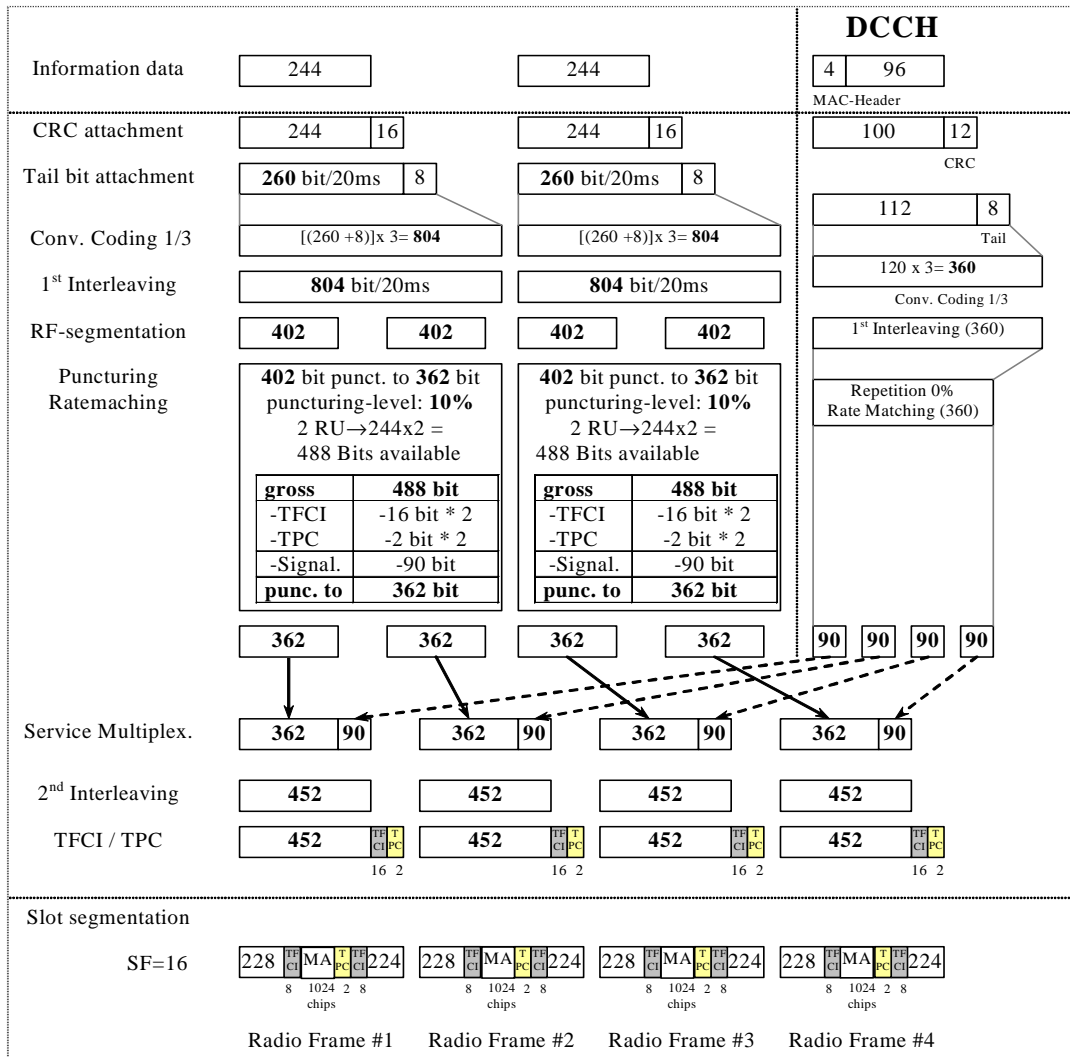 DCCH
Information data 244 244 4 96
MAC-Header
CRC attachment 244 16 244 16 100 12
CRC
Tail bit attachment 260 bit/20ms 8 260 bit/20ms 8
112 8
Tail
Conv. Coding 1/3 [(260 +8)]x 3= 804 [(260 +8)]x 3= 804
120 x 3= 360
Conv. Coding 1/3
1st Interleaving 804 bit/20ms 804 bit/20ms
RF-segmentation 402 402 402 402 1st Interleaving (360)
Puncturing
Ratemaching
402 bit punct. to 362 bit
puncturing-level: 10%
2 RU→244x2 =
488 Bits available
gross 488 bit
-TFCI -16 bit * 2
-TPC -2 bit * 2
-Signal. -90 bit
punc. to 362 bit
402 bit punct. to 362 bit
puncturing-level: 10%
2 RU→244x2 =
488 Bits available
gross 488 bit
-TFCI -16 bit * 2
-TPC -2 bit * 2
-Signal. -90 bit
punc. to 362 bit
Repetition 0%
Rate Matching (360)
362 362 362 362 90 90 90 90
Service Multiplex. 362 90 362 90 362 90 362 90
2nd Interleaving 452 452 452 452
TFCI / TPC 452 TF CI T PC 452 TF CI T PC 452 TF CI T PC 452 TF CI T PC
16 2 16 2 16 2 16 2
Slot segmentation
SF=16 228 TF CI MA T PC TF CI 224 228 TF CI MA T PC TF CI 224 228 TF CI MA T PC TF CI 224 228 TF CI MA T PC TF CI 224
8 1024 2 8 8 1024 2 8 8 1024 2 8 8 1024 2 8
chips chips chips chips
Radio Frame #1 Radio Frame #2 Radio Frame #3 Radio Frame #4